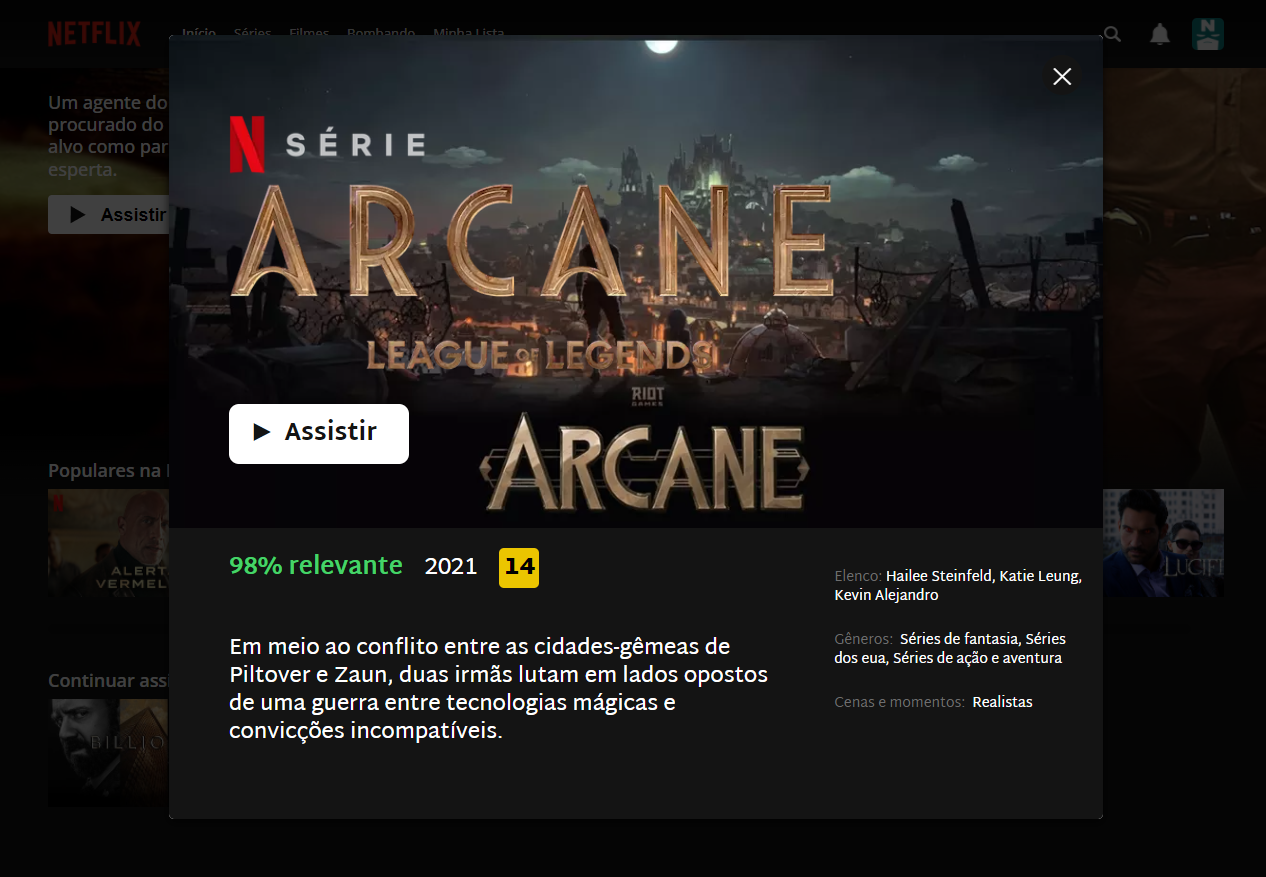 NETFLIX
Início Séries Filmes Bombando Minha Lista
N
Um agente do
procurado do
alvo como par
esperta.
Assistir
N SÉRIE
ARCANE
LEAGUE OF LEGENDS
RIOT
GAMES
Assistir
ARCANE
Populares na
N
ALERT
VERMEL
LUCIF
98% relevante 2021 14
Elenco: Hailee Steinfeld, Katie Leung,
Kevin Alejandro
Em meio ao conflito entre as cidades-gêmeas de
Piltover e Zaun, duas irmãs lutam em lados opostos
de uma guerra entre tecnologias mágicas e
convicções incompatíveis.
Gêneros: Séries de fantasia, Séries
dos eua, Séries de ação e aventura
Cenas e momentos: Realistas
Continuar assi
BILLIO